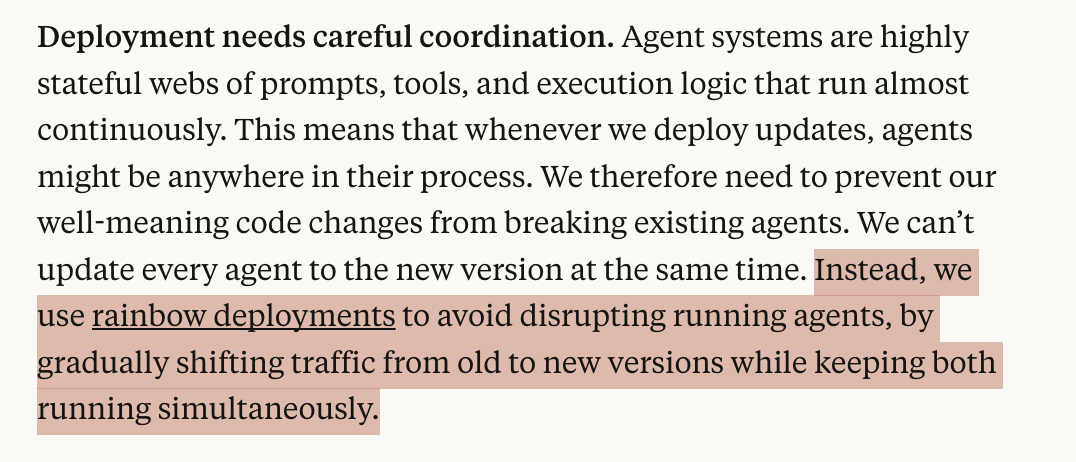 Deployment needs careful coordination. Agent systems are highly
stateful webs of prompts, tools, and execution logic that run almost
continuously. This means that whenever we deploy updates, agents
might be anywhere in their process. We therefore need to prevent our
well-meaning code changes from breaking existing agents. We can’t
update every agent to the new version at the same time. Instead, we
use rainbow deployments to avoid disrupting running agents, by
gradually shifting traffic from old to new versions while keeping both
running simultaneously.